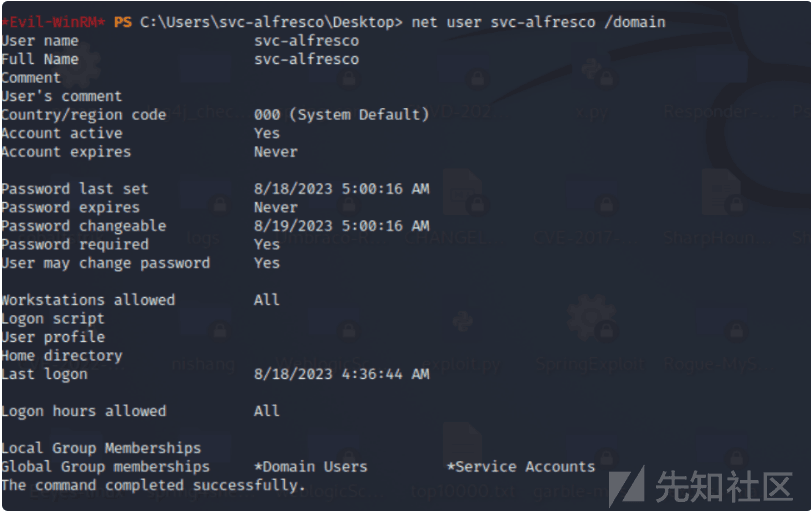 *Evil-WinRM* PS C:\Users\svc-alfresco\Desktop> net user svc-alfresco /domain
User name                    svc-alfresco
Full Name                    svc-alfresco
Comment
User's comment
Country/region code          000 (System Default)
Account active               Yes
Account expires              Never
Password last set            8/18/2023 5:00:16 AM
Password expires             Never
Password changeable          8/19/2023 5:00:16 AM
Password required            Yes
User may change password     Yes
Workstations allowed         All
Logon script
User profile
Home directory
Last logon                   8/18/2023 4:36:44 AM
Logon hours allowed          All
Local Group Memberships
Global Group memberships     *Domain Users         *Service Accounts
The command completed successfully.
先知社区